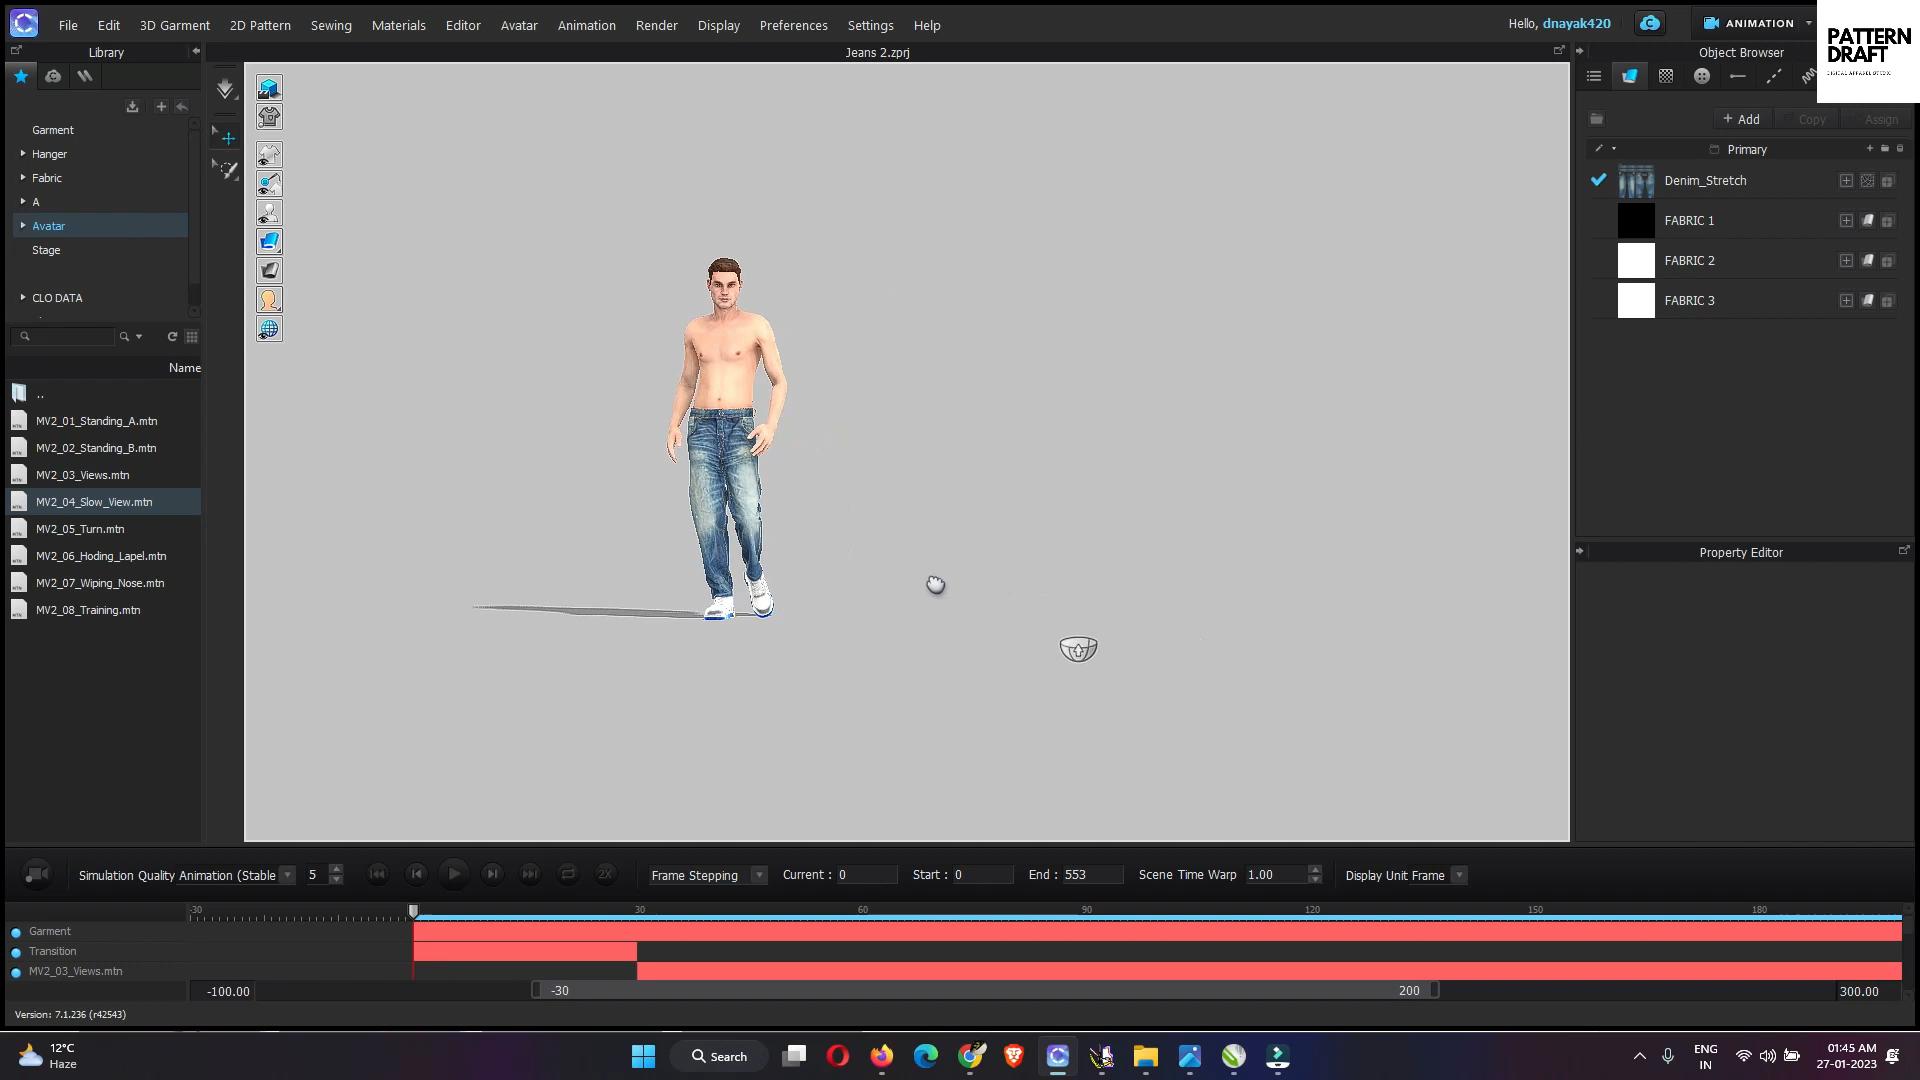 File Edit 3D Garment 2D Pattern Sewing Materials Editor Avatar Animation Render Display Preferences Settings Help
Hello, dnayak420
ANIMATION
PATTERN
DRAFT
DIGITAL APPAREL STUDIO
Library
Jeans 2.zprj
Object Browser
Garment
Hanger
Fabric
A
Avatar
Stage
CLO DATA
Name
..
MV2_01_Standing_A.mtn
MV2_02_Standing_B.mtn
MV2_03_Views.mtn
MV2_04_Slow_View.mtn
MV2_05_Turn.mtn
MV2_06_Hoding_Lapel.mtn
MV2_07_Wiping_Nose.mtn
MV2_08_Training.mtn
+ Add Copy Assign
Primary
Denim_Stretch
FABRIC 1
FABRIC 2
FABRIC 3
Property Editor
Simulation Quality Animation (Stable 5 2X Frame Stepping Current : 0 Start : 0 End : 553 Scene Time Warp 1.00 Display Unit Frame
-30 30 60 90 120 150 180
Garment
Transition
MV2_03_Views.mtn
-100.00 -30 200 300.00
Version: 7.1.236 (r42543)
12°C
Haze
Search
ENG
IN
01:45 AM
27-01-2023